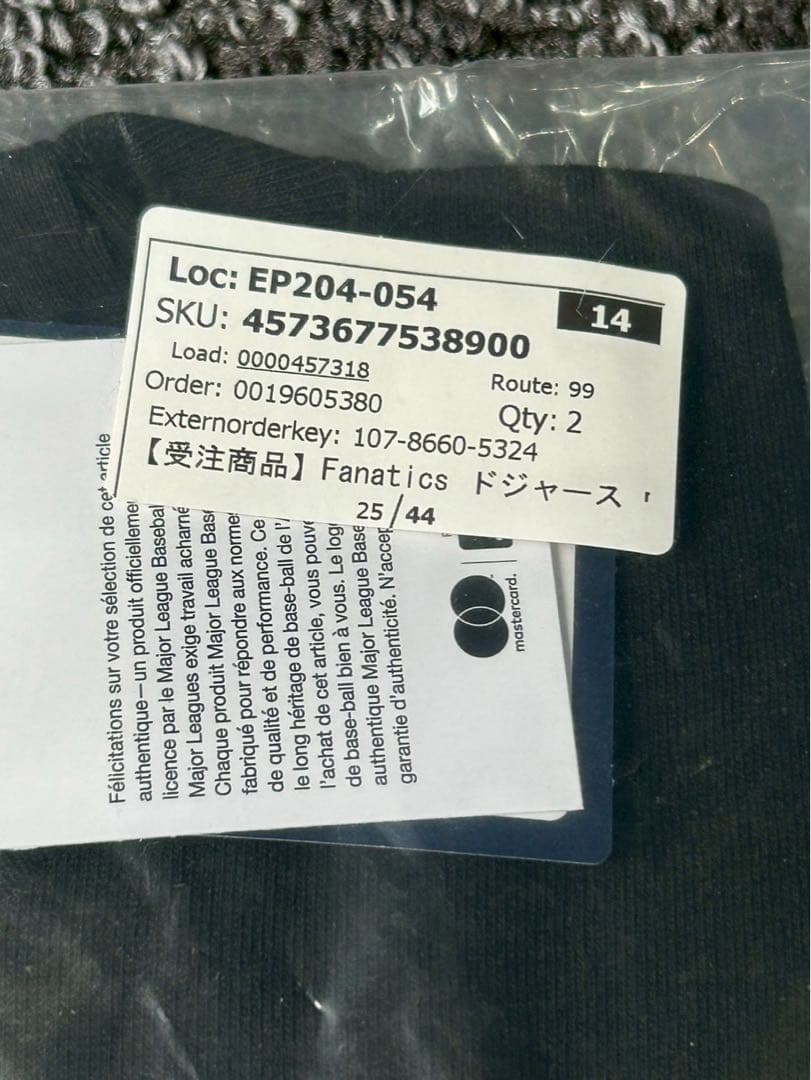 Loc: EP204-054
14
SKU: 4573677538900
Load: 0000457318
Route: 99
Order: 0019605380
Qty: 2
Externorderkey: 107-8660-5324
【受注商品】Fanatics ドジャース
25/44
Félicitations sur votre sélection de cet article
authentique—un produit officielleme
licence par le Major League Basebal
Major Leagues exige travail acharné
Chaque produit Major League Bas
fabriqué pour répondre aux norme
de qualité et de performance. Ce
le long héritage de base-ball de l'
l'achat de cet article, vous pouv
de base-ball bien à vous. Le log
authentique Major League Base
garantie d'authenticité. N'accep
mastercard.